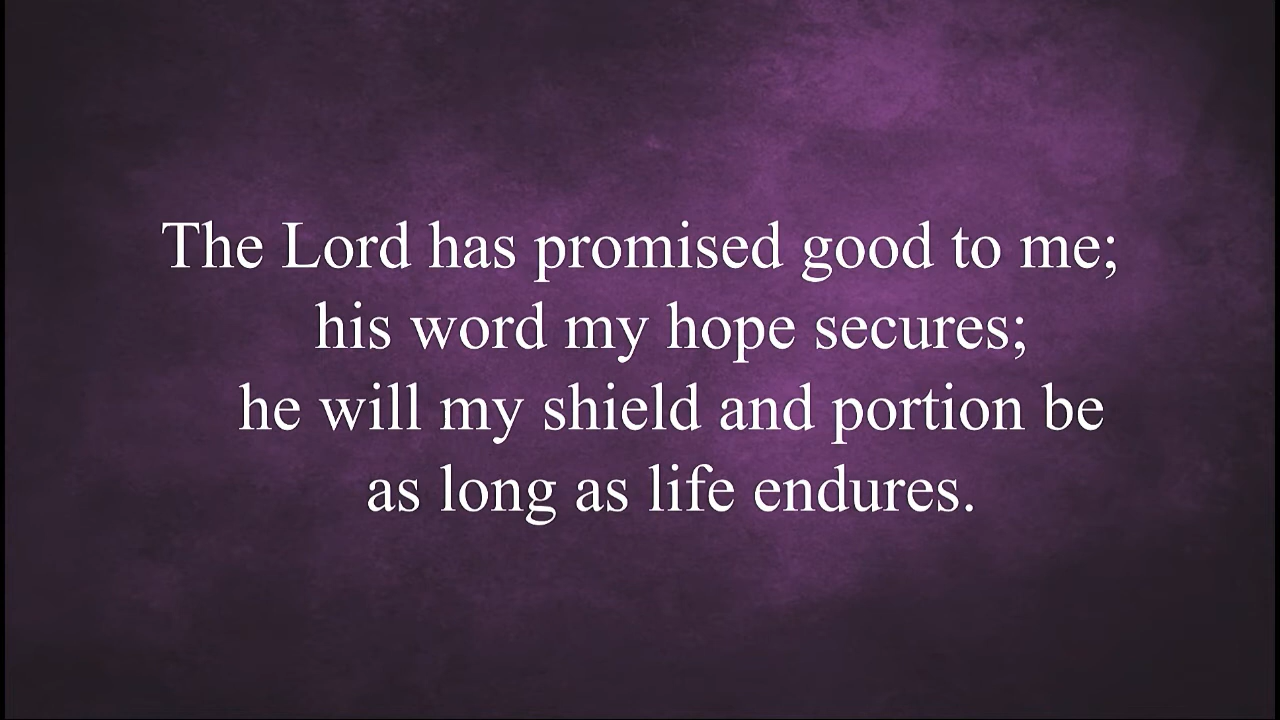 The Lord has promised good to me;
his word my hope secures;
he will my shield and portion be
as long as life endures.